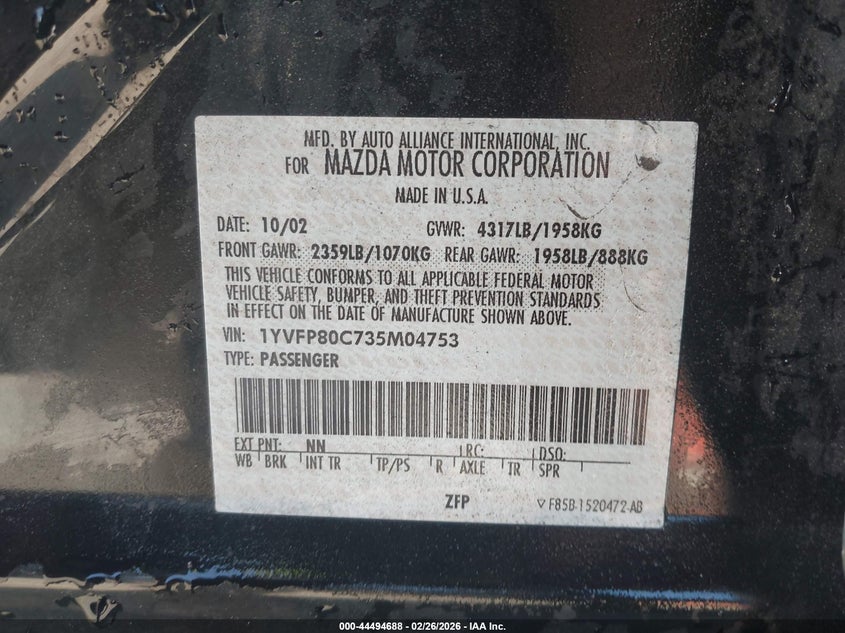 MFD. BY AUTO ALLIANCE INTERNATIONAL, INC.
FOR MAZDA MOTOR CORPORATION
MADE IN U.S.A.
DATE: 10/02 GVWR: 4317LB/1958KG
FRONT GAWR: 2359LB/1070KG REAR GAWR: 1958LB/888KG
THIS VEHICLE CONFORMS TO ALL APPLICABLE FEDERAL MOTOR
VEHICLE SAFETY, BUMPER, AND THEFT PREVENTION STANDARDS
IN EFFECT ON THE DATE OF MANUFACTURE SHOWN ABOVE.
VIN: 1YVFP80C735M04753
TYPE: PASSENGER
EXT PNT: NN RC: DSO:
WB BRK INT TR TP/PS R AXLE TR SPR
ZFP F85B-1520472-AB
000-44494688 - 02/26/2026 - IAA Inc.